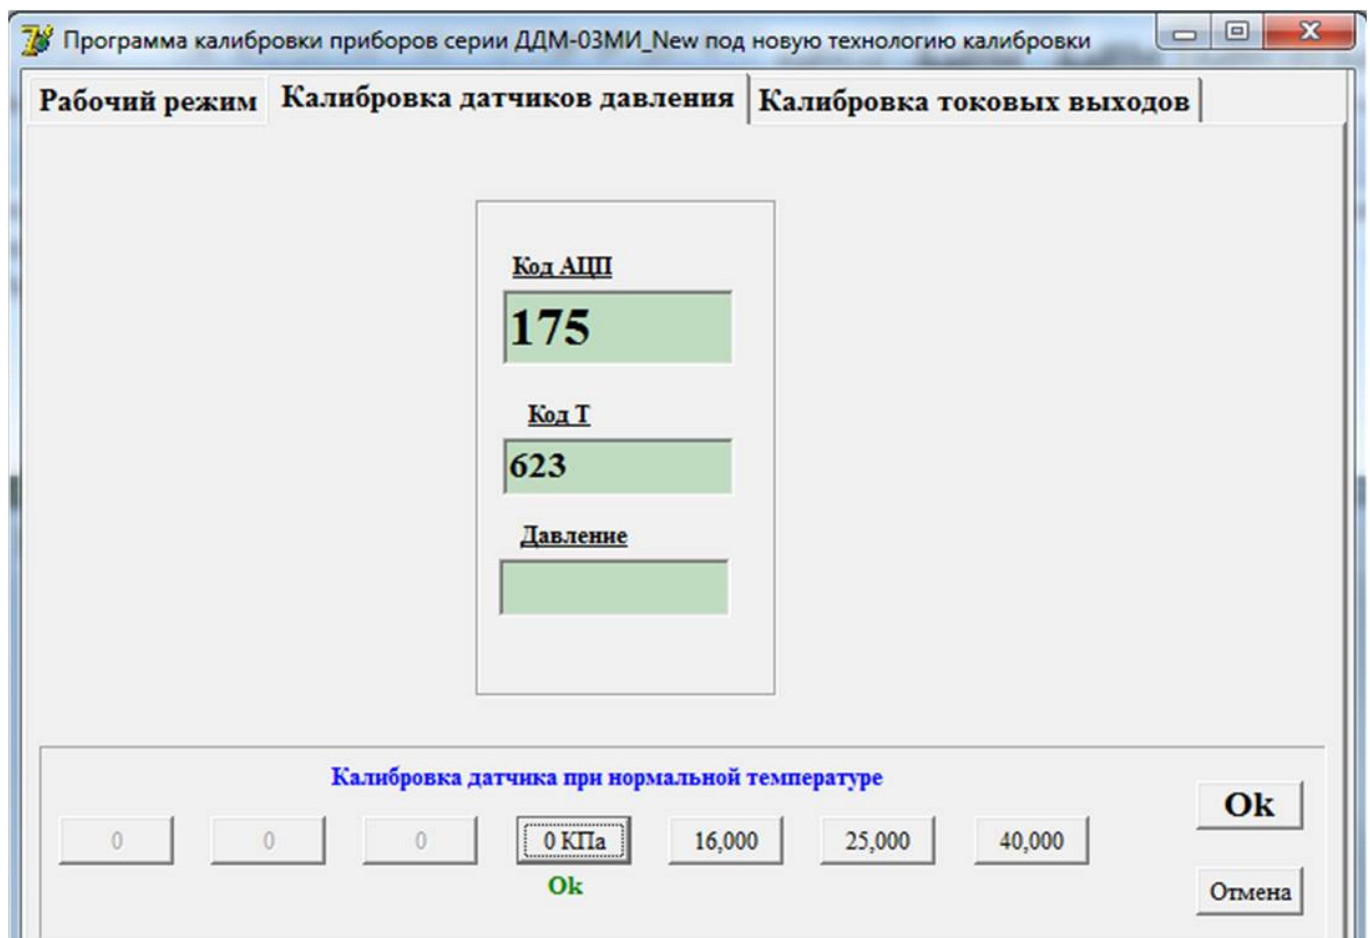 Программа калибровки приборов серии ДДМ-03МИ_New под новую технологию калибровки
Рабочий режим Калибровка датчиков давления Калибровка токовых выходов
Код АЦП
175
Код Т
623
Давление
Калибровка датчика при нормальной температуре
Ok
0 0 0 0 КПа 16,000 25,000 40,000
Ok
Отмена